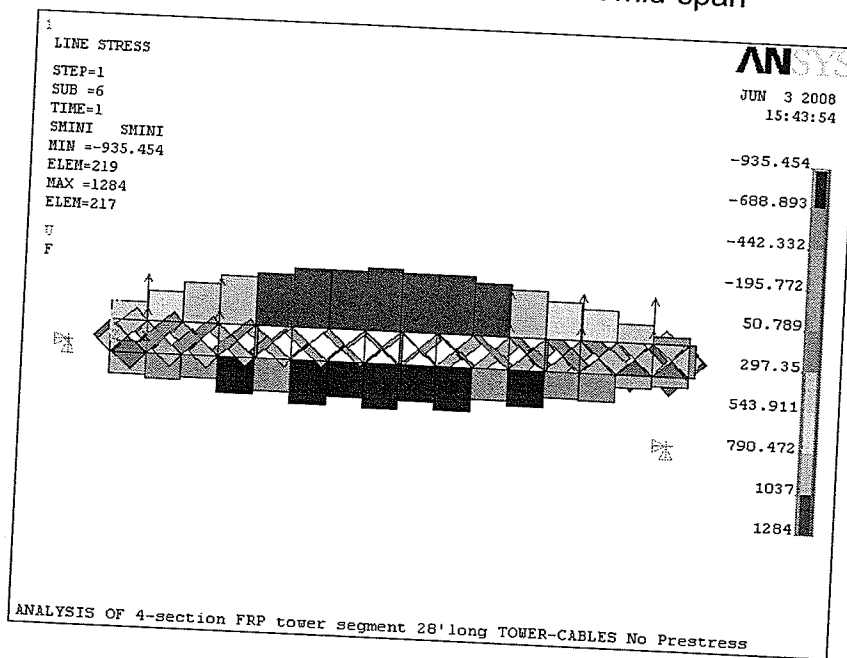 mid-span
1
LINE STRESS
STEP=1
SUB =6
TIME=1
SMINI SMINI
MIN =-935.454
ELEM=219
MAX =1284
ELEM=217
U
F
ANSYS
JUN 3 2008
15:43:54
-935.454
-688.893
-442.332
-195.772
50.789
297.35
543.911
790.472
1037
1284
ANALYSIS OF 4-section FRP tower segment 28'long TOWER-CABLES No Prestress